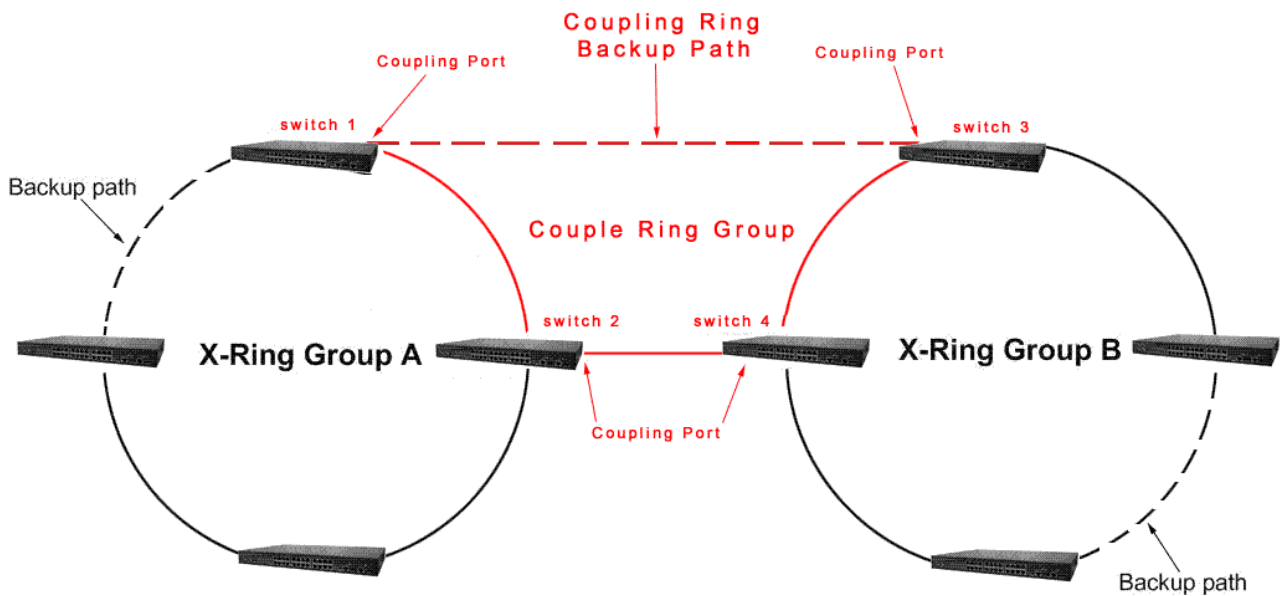 Coupling Ring
Backup Path
Coupling Port
Coupling Port
switch 1
switch 3
Backup path
Couple Ring Group
switch 2
switch 4
X-Ring Group A
X-Ring Group B
Coupling Port
Backup path